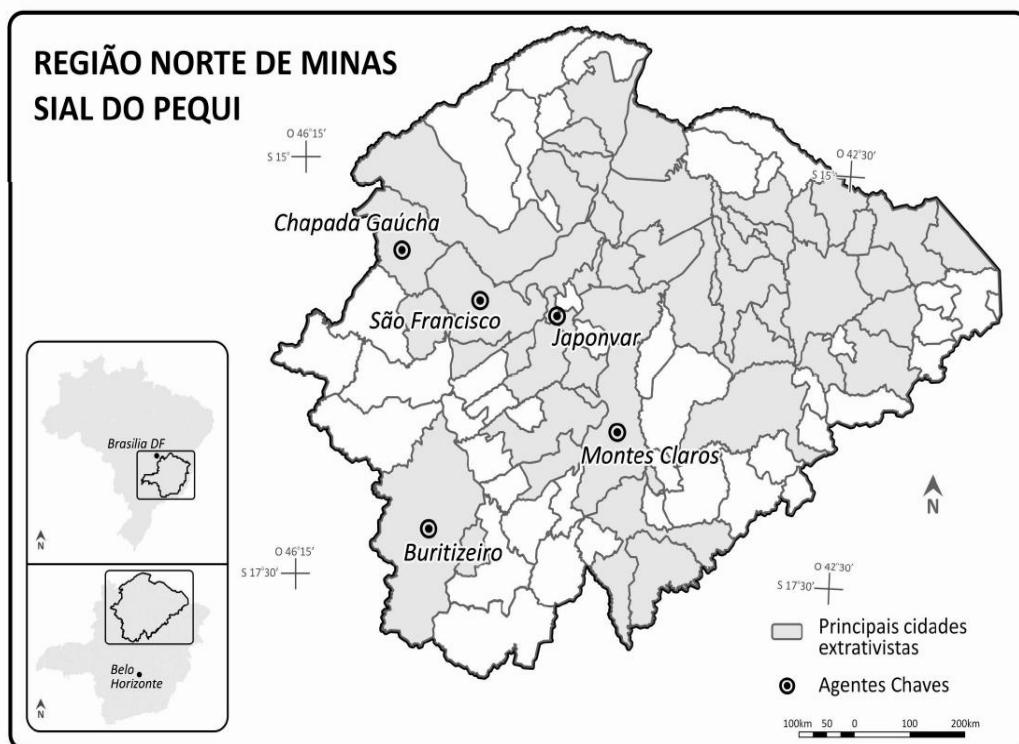 REGIÃO NORTE DE MINAS
SIAL DO PEQUI
O 46°15'
S 15°
O 42°30'
S 15°
Chapada Gaúcha
São Francisco
Japonvar
Montes Claros
Buritizeiro
N
O 46°15'
S 17°30'
O 42°30'
S 17°30'
Brasília DF
N
Belo
Horizonte
N
Principais cidades
extrativistas
Agentes Chaves
100km 50 0 100 200km